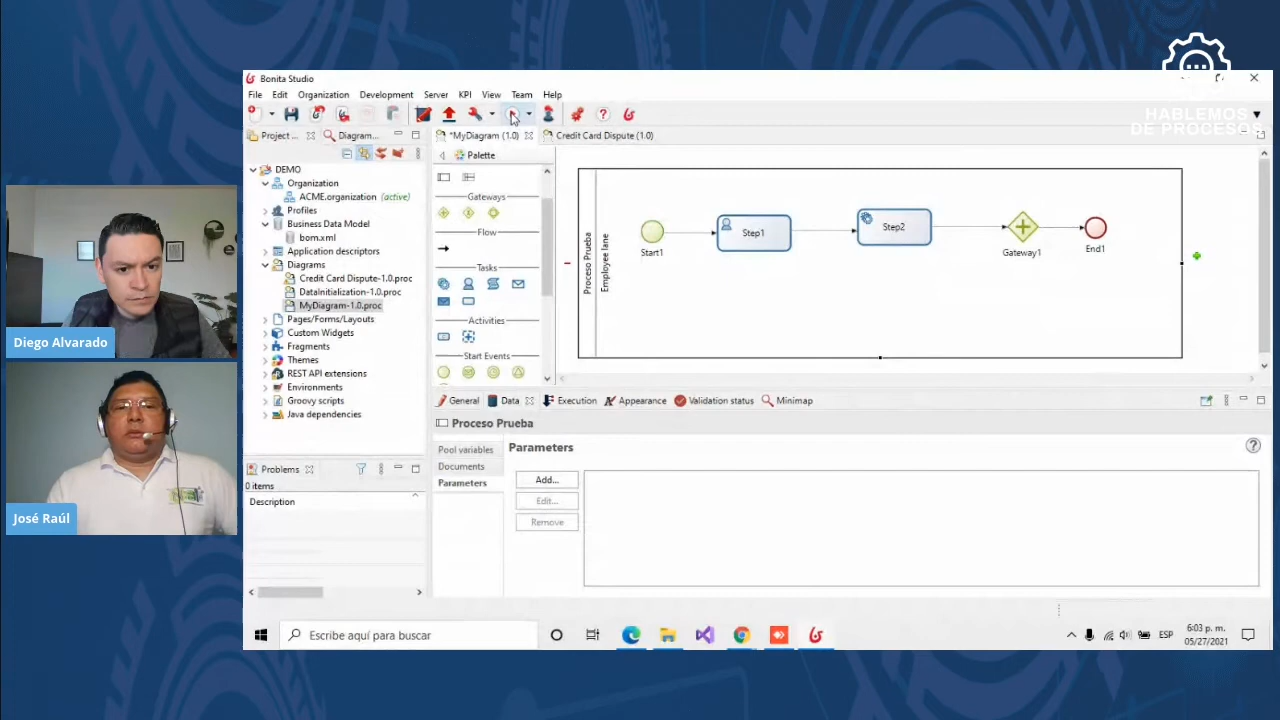 HABLEMOS
DE PROCESOS
Bonita Studio
File Edit Organization Development Server KPI View Team Help
Project ... Diagram... *MyDiagram (1.0) Credit Card Dispute (1.0)
Palette
DEMO
Organization
ACME.organization (active)
Profiles
Business Data Model
bom.xml
Application descriptors
Diagrams
Credit Card Dispute-1.0.proc
DataInitialization-1.0.proc
MyDiagram-1.0.proc
Pages/Forms/Layouts
Custom Widgets
Fragments
Themes
REST API extensions
Environments
Groovy scripts
Java dependencies
Gateways
Flow
Tasks
Activities
Start Events
Proceso Prueba
Employee lane
Start1
Step1
Step2
Gateway1
End1
Problems
0 items
Description
General Data Execution Appearance Validation status Minimap
Proceso Prueba
Pool variables
Documents
Parameters
Parameters
Add...
Edit...
Remove
Diego Alvarado
José Raúl
Escribe aquí para buscar
ESP
6:03 p. m.
05/27/2021